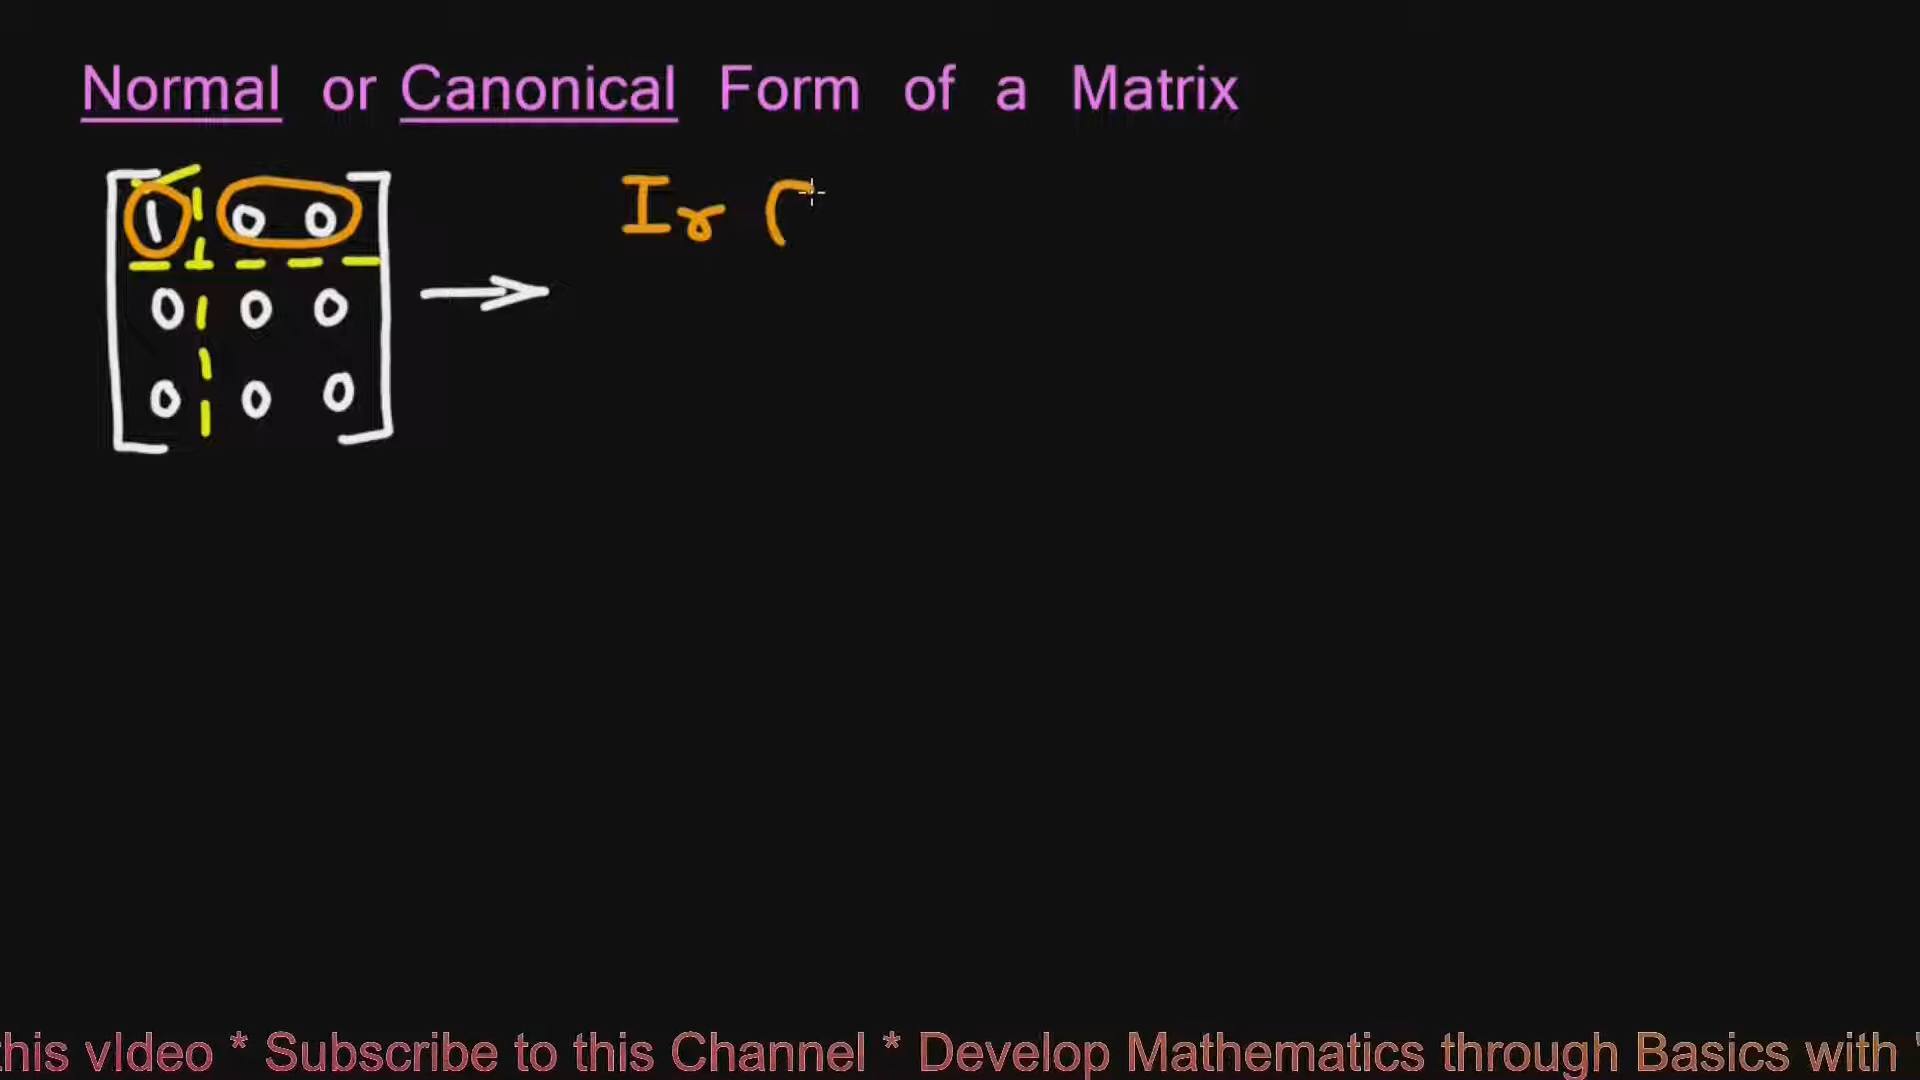 Normal or Canonical Form of a Matrix
1 0 0 Ir (
0 0 0
0 0 0
this vIdeo * Subscribe to this Channel * Develop Mathematics through Basics with '